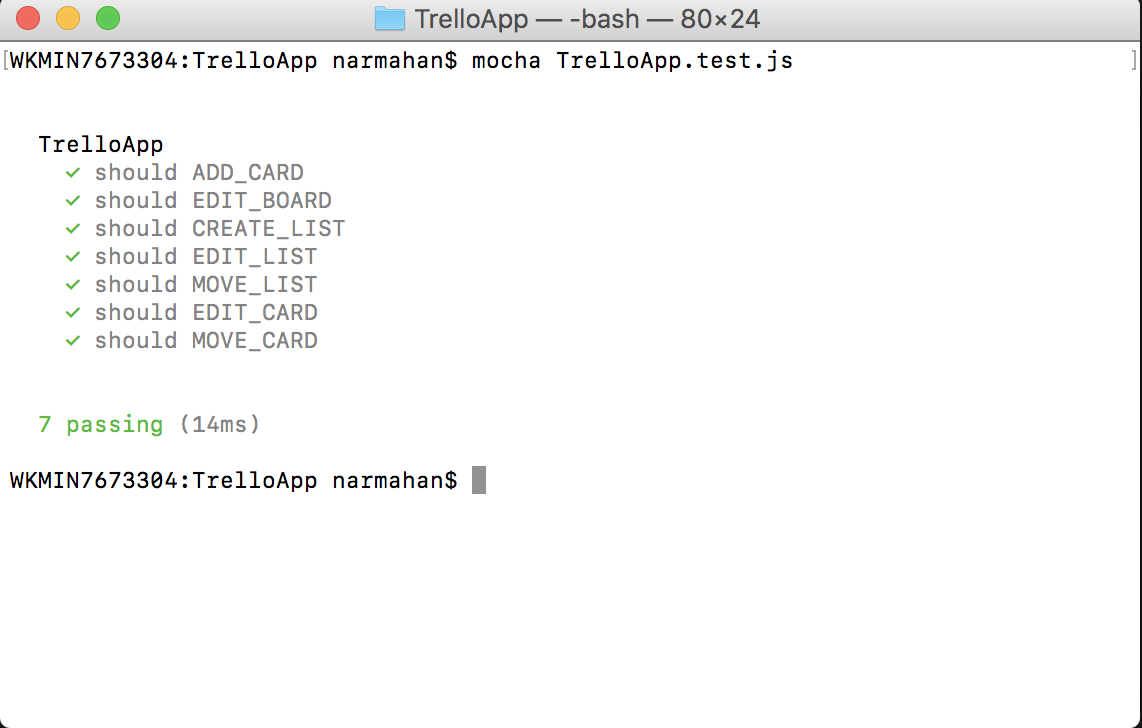 TrelloApp — -bash — 80×24
[WKMIN7673304:TrelloApp narmahan$ mocha TrelloApp.test.js ]
TrelloApp
✓ should ADD_CARD
✓ should EDIT_BOARD
✓ should CREATE_LIST
✓ should EDIT_LIST
✓ should MOVE_LIST
✓ should EDIT_CARD
✓ should MOVE_CARD
7 passing (14ms)
WKMIN7673304:TrelloApp narmahan$